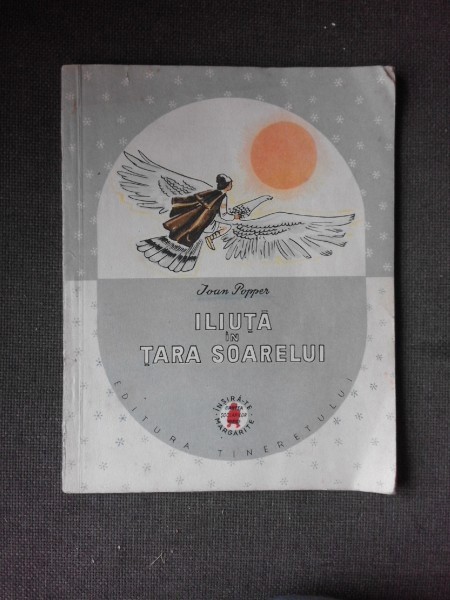 Ioan Popper
ILIUȚĂ
ÎN
ȚARA SOARELUI
ÎNȘIRĂ-TE
MĂRGĂRITE
EDITURA TINERETULUI